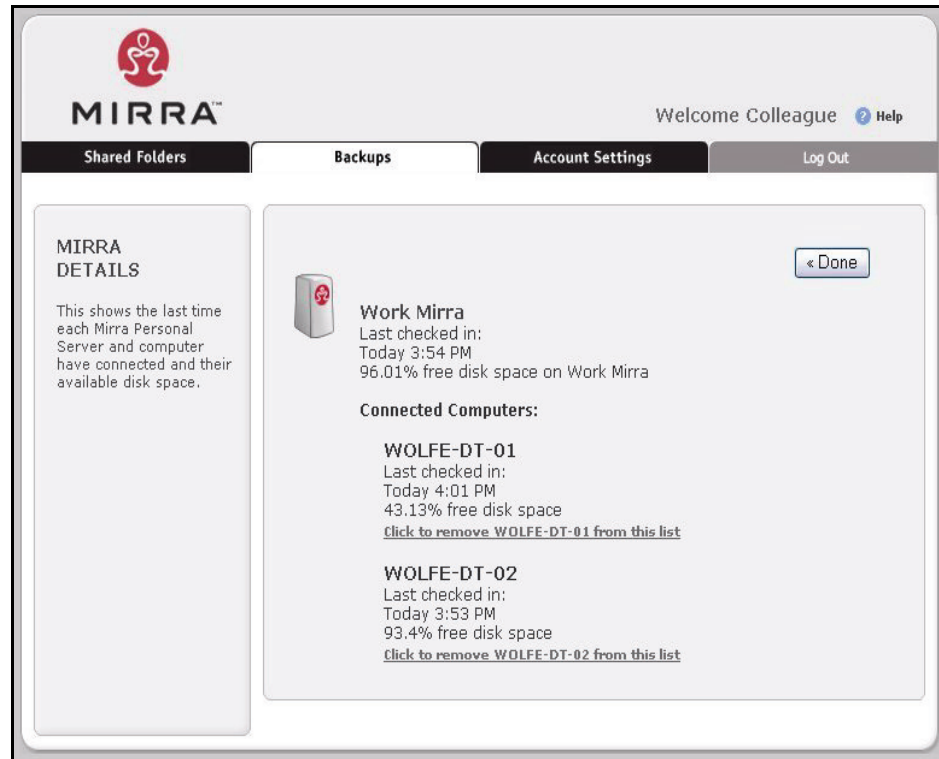 MIRRA™
Welcome Colleague ? Help
Shared Folders Backups Account Settings Log Out
MIRRA
DETAILS
This shows the last time
each Mirra Personal
Server and computer
have connected and their
available disk space.
« Done
Work Mirra
Last checked in:
Today 3:54 PM
96.01% free disk space on Work Mirra
Connected Computers:
WOLFE-DT-01
Last checked in:
Today 4:01 PM
43.13% free disk space
Click to remove WOLFE-DT-01 from this list
WOLFE-DT-02
Last checked in:
Today 3:53 PM
93.4% free disk space
Click to remove WOLFE-DT-02 from this list